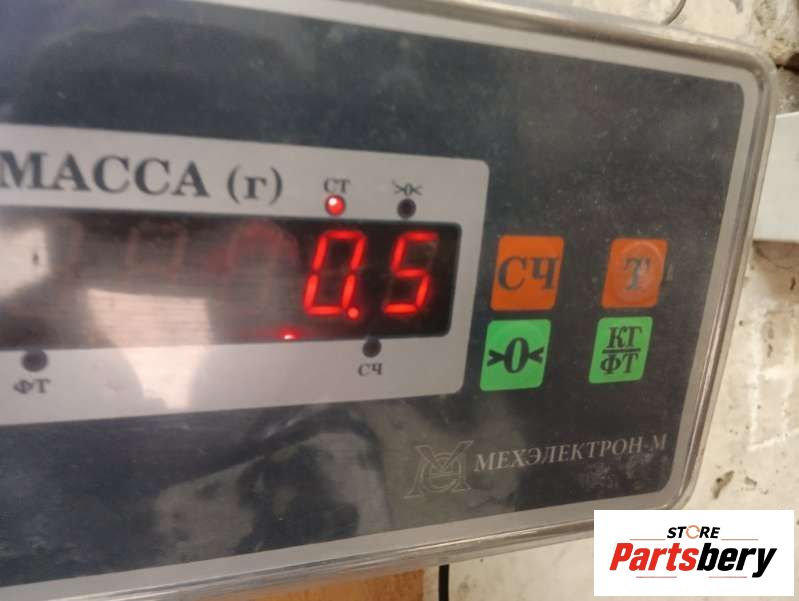 МАССА (г)
СТ
>0<
0.5
ФТ
СЧ
СЧ
Т
>0<
КГ
ФТ
МЕХЭЛЕКТРОН-М
STORE
Partsbery